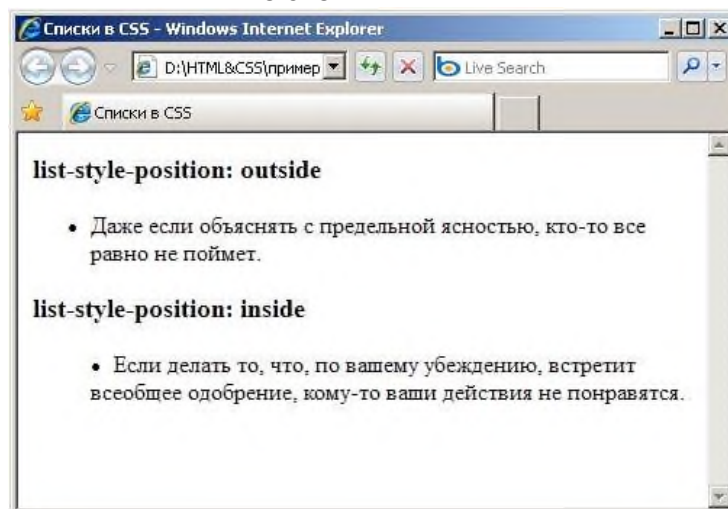 Списки в CSS - Windows Internet Explorer
D:\HTML&CSS\пример
Live Search
Списки в CSS
list-style-position: outside
• Даже если объяснять с предельной ясностью, кто-то все
равно не поймет.
list-style-position: inside
• Если делать то, что, по вашему убеждению, встретит
всеобщее одобрение, кому-то ваши действия не понравятся.